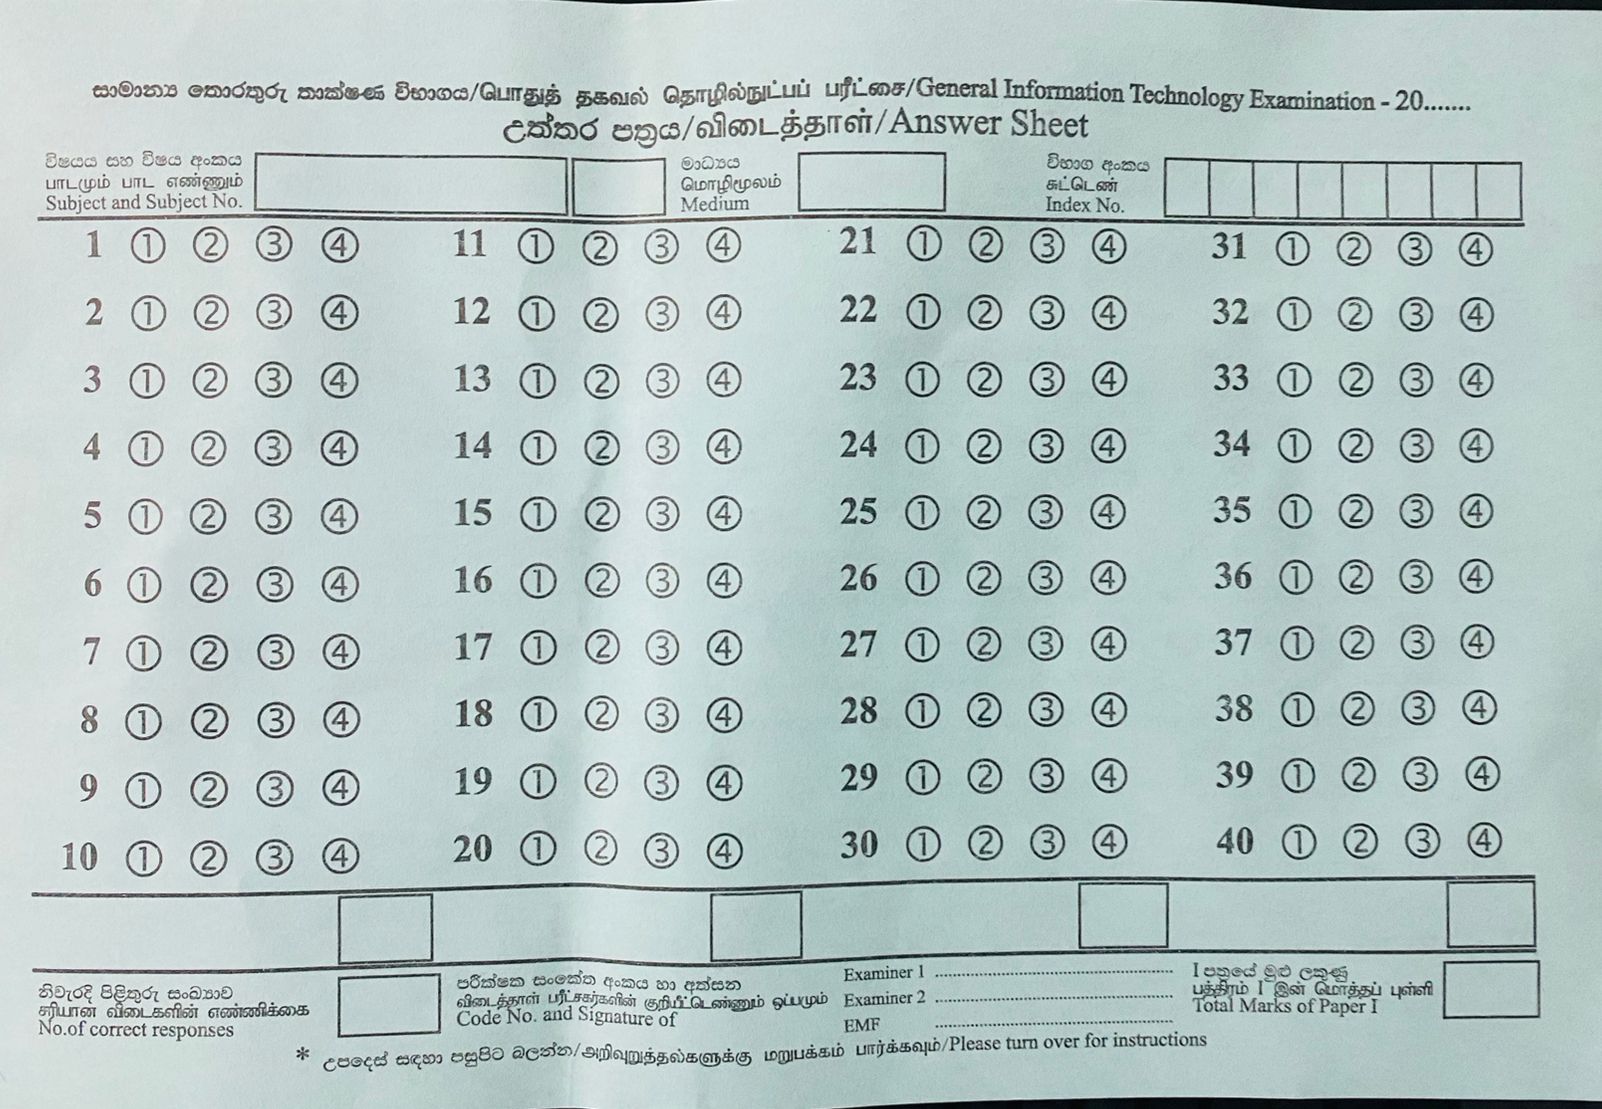 සාමාන්‍ය තොරතුරු තාක්ෂණ විභාගය/பொதுத் தகவல் தொழில்நுட்பப் பரீட்சை/General Information Technology Examination - 20.......
උත්තර පත්‍රය/விடைத்தாள்/Answer Sheet
විෂයය සහ විෂය අංකය
பாடமும் பாட எண்ணும்
Subject and Subject No.
මාධ්‍යය
மொழிமூலம்
Medium
විභාග අංකය
சுட்டெண்
Index No.
1 ① ② ③ ④ 11 ① ② ③ ④ 21 ① ② ③ ④ 31 ① ② ③ ④
2 ① ② ③ ④ 12 ① ② ③ ④ 22 ① ② ③ ④ 32 ① ② ③ ④
3 ① ② ③ ④ 13 ① ② ③ ④ 23 ① ② ③ ④ 33 ① ② ③ ④
4 ① ② ③ ④ 14 ① ② ③ ④ 24 ① ② ③ ④ 34 ① ② ③ ④
5 ① ② ③ ④ 15 ① ② ③ ④ 25 ① ② ③ ④ 35 ① ② ③ ④
6 ① ② ③ ④ 16 ① ② ③ ④ 26 ① ② ③ ④ 36 ① ② ③ ④
7 ① ② ③ ④ 17 ① ② ③ ④ 27 ① ② ③ ④ 37 ① ② ③ ④
8 ① ② ③ ④ 18 ① ② ③ ④ 28 ① ② ③ ④ 38 ① ② ③ ④
9 ① ② ③ ④ 19 ① ② ③ ④ 29 ① ② ③ ④ 39 ① ② ③ ④
10 ① ② ③ ④ 20 ① ② ③ ④ 30 ① ② ③ ④ 40 ① ② ③ ④
නිවැරදි පිළිතුරු සංඛ්‍යාව
சரியான விடைகளின் எண்ணிக்கை
No.of correct responses
පරීක්ෂක සංකේත අංකය හා අත්සන
விடைத்தாள் பரீட்சகர்களின் குறியீட்டெண்ணும் ஒப்பமும்
Code No. and Signature of
Examiner 1 ................................................
Examiner 2 ................................................
EMF ................................................
I පත්‍රයේ මුළු ලකුණු
பத்திரம் I இன் மொத்தப் புள்ளி
Total Marks of Paper I
* උපදෙස් සඳහා පසුපිට බලන්න/அறிவுறுத்தல்களுக்கு மறுபக்கம் பார்க்கவும்/Please turn over for instructions